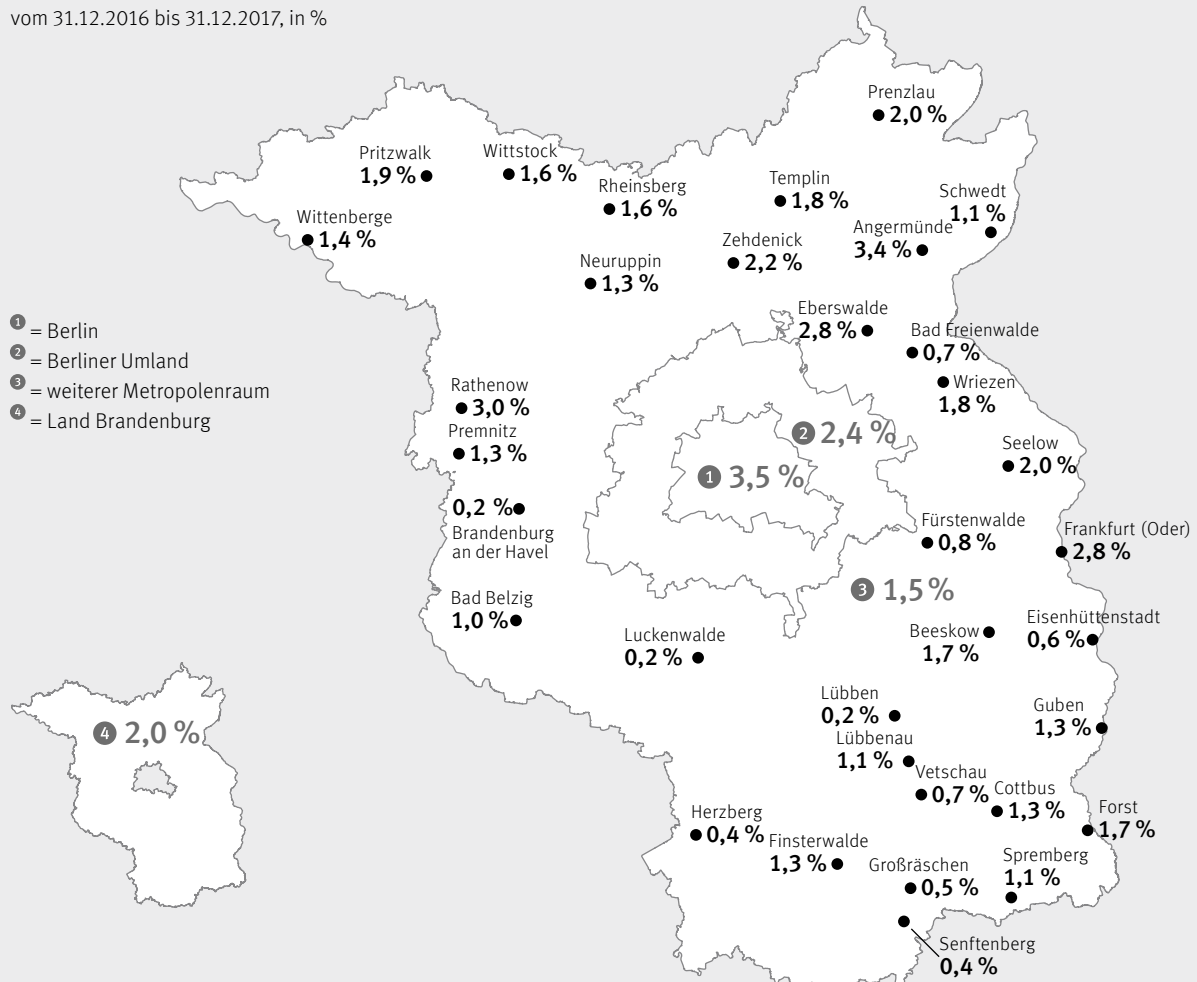 vom 31.12.2016 bis 31.12.2017, in %
Prenzlau
2,0 %
Pritzwalk
1,9 %
Wittstock
1,6 %
Rheinsberg
1,6 %
Templin
1,8 %
Schwedt
1,1 %
Wittenberge
1,4 %
Angermünde
3,4 %
Zehdenick
2,2 %
Neuruppin
1,3 %
Eberswalde
2,8 %
Bad Freienwalde
0,7 %
Wriezen
1,8 %
1 = Berlin
2 = Berliner Umland
3 = weiterer Metropolenraum
4 = Land Brandenburg
Rathenow
3,0 %
Premnitz
1,3 %
2 2,4 %
Seelow
2,0 %
1 3,5 %
0,2 %
Brandenburg
an der Havel
Fürstenwalde
0,8 %
Frankfurt (Oder)
2,8 %
3 1,5 %
Bad Belzig
1,0 %
Luckenwalde
0,2 %
Beeskow
1,7 %
Eisenhüttenstadt
0,6 %
4 2,0 %
Lübben
0,2 %
Guben
1,3 %
Lübbenau
1,1 %
Vetschau
0,7 %
Cottbus
1,3 %
Forst
1,7 %
Herzberg
0,4 %
Finsterwalde
1,3 %
Großräschen
0,5 %
Spremberg
1,1 %
Senftenberg
0,4 %